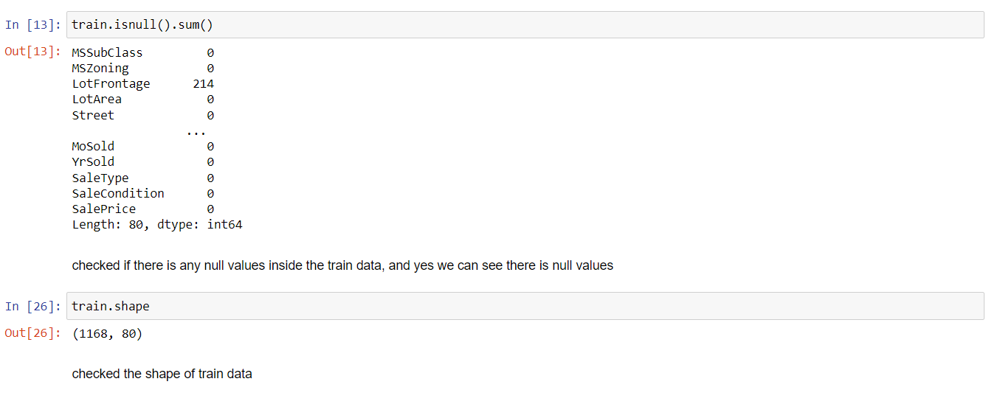 In [13]: train.isnull().sum()
Out[13]: MSSubClass 0
MSZoning 0
LotFrontage 214
LotArea 0
Street 0
...
MoSold 0
YrSold 0
SaleType 0
SaleCondition 0
SalePrice 0
Length: 80, dtype: int64
checked if there is any null values inside the train data, and yes we can see there is null values
In [26]: train.shape
Out[26]: (1168, 80)
checked the shape of train data